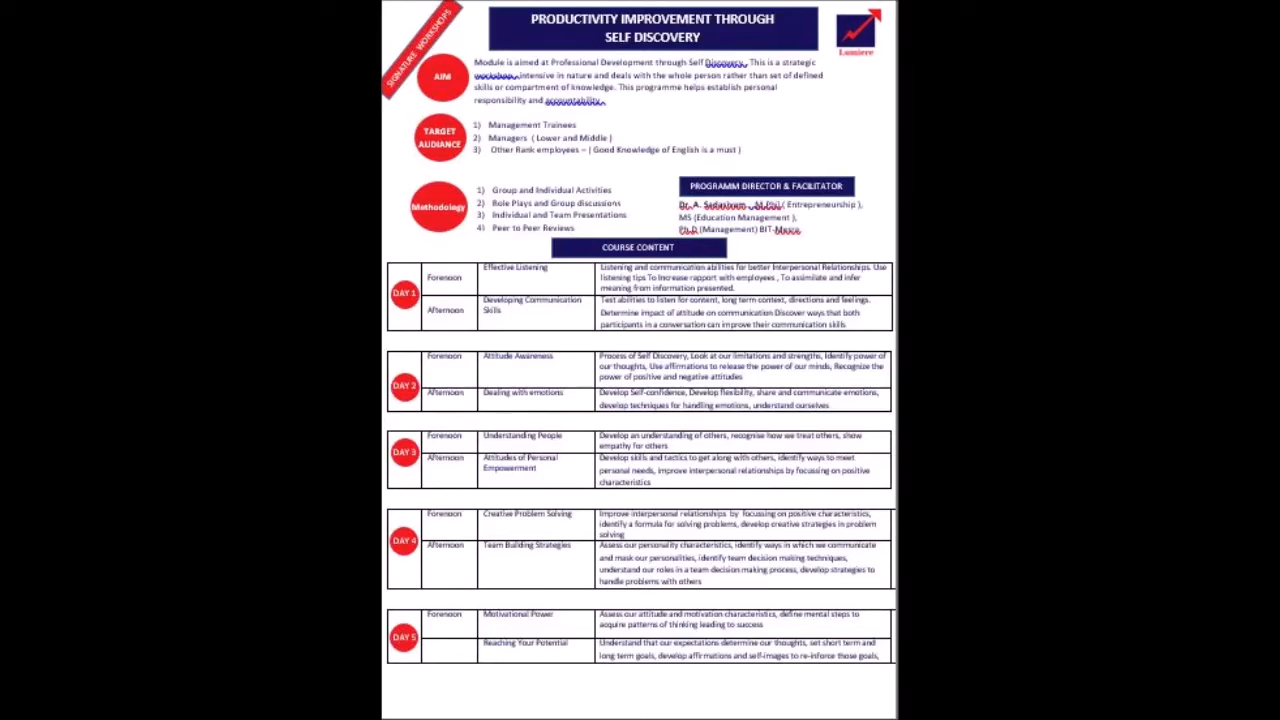 SIGNATURE WORKSHOPS
PRODUCTIVITY IMPROVEMENT THROUGH
SELF DISCOVERY
Lumiere
AIM
Module is aimed at Professional Development through Self Discovery. This is a strategic
workshop, intensive in nature and deals with the whole person rather than set of defined
skills or compartment of knowledge. This programme helps establish personal
responsibility and accountability.
TARGET
AUDIANCE
1) Management Trainees
2) Managers ( Lower and Middle )
3) Other Rank employees – ( Good Knowledge of English is a must )
Methodology
1) Group and Individual Activities
2) Role Plays and Group discussions
3) Individual and Team Presentations
4) Peer to Peer Reviews
PROGRAMM DIRECTOR & FACILITATOR
Dr. A. Sadasivam, M.Phil ( Entrepreneurship ),
MS (Education Management ),
Ph.D (Management) BIT-Mesra
COURSE CONTENT
DAY 1
Forenoon
Effective Listening
Listening and communication abilities for better Interpersonal Relationships. Use
listening tips To Increase rapport with employees , To assimilate and infer
meaning from information presented.
Afternoon
Developing Communication
Skills
Test abilities to listen for content, long term context, directions and feelings.
Determine impact of attitude on communication Discover ways that both
participants in a conversation can improve their communication skills
DAY 2
Forenoon
Attitude Awareness
Process of Self Discovery, Look at our limitations and strengths, Identify power of
our thoughts, Use affirmations to release the power of our minds, Recognize the
power of positive and negative attitudes
Afternoon
Dealing with emotions
Develop Self-confidence, Develop flexibility, share and communicate emotions,
develop techniques for handling emotions, understand ourselves
DAY 3
Forenoon
Understanding People
Develop an understanding of others, recognise how we treat others, show
empathy for others
Afternoon
Attitudes of Personal
Empowerment
Develop skills and tactics to get along with others, identify ways to meet
personal needs, improve interpersonal relationships by focussing on positive
characteristics
DAY 4
Forenoon
Creative Problem Solving
Improve interpersonal relationships by focussing on positive characteristics,
identify a formula for solving problems, develop creative strategies in problem
solving
Afternoon
Team Building Strategies
Assess our personality characteristics, identify ways in which we communicate
and mask our personalities, identify team decision making techniques,
understand our roles in a team decision making process, develop strategies to
handle problems with others
DAY 5
Forenoon
Motivational Power
Assess our attitude and motivation characteristics, define mental steps to
acquire patterns of thinking leading to success
Reaching Your Potential
Understand that our expectations determine our thoughts, set short term and
long term goals, develop affirmations and self-images to re-inforce those goals,